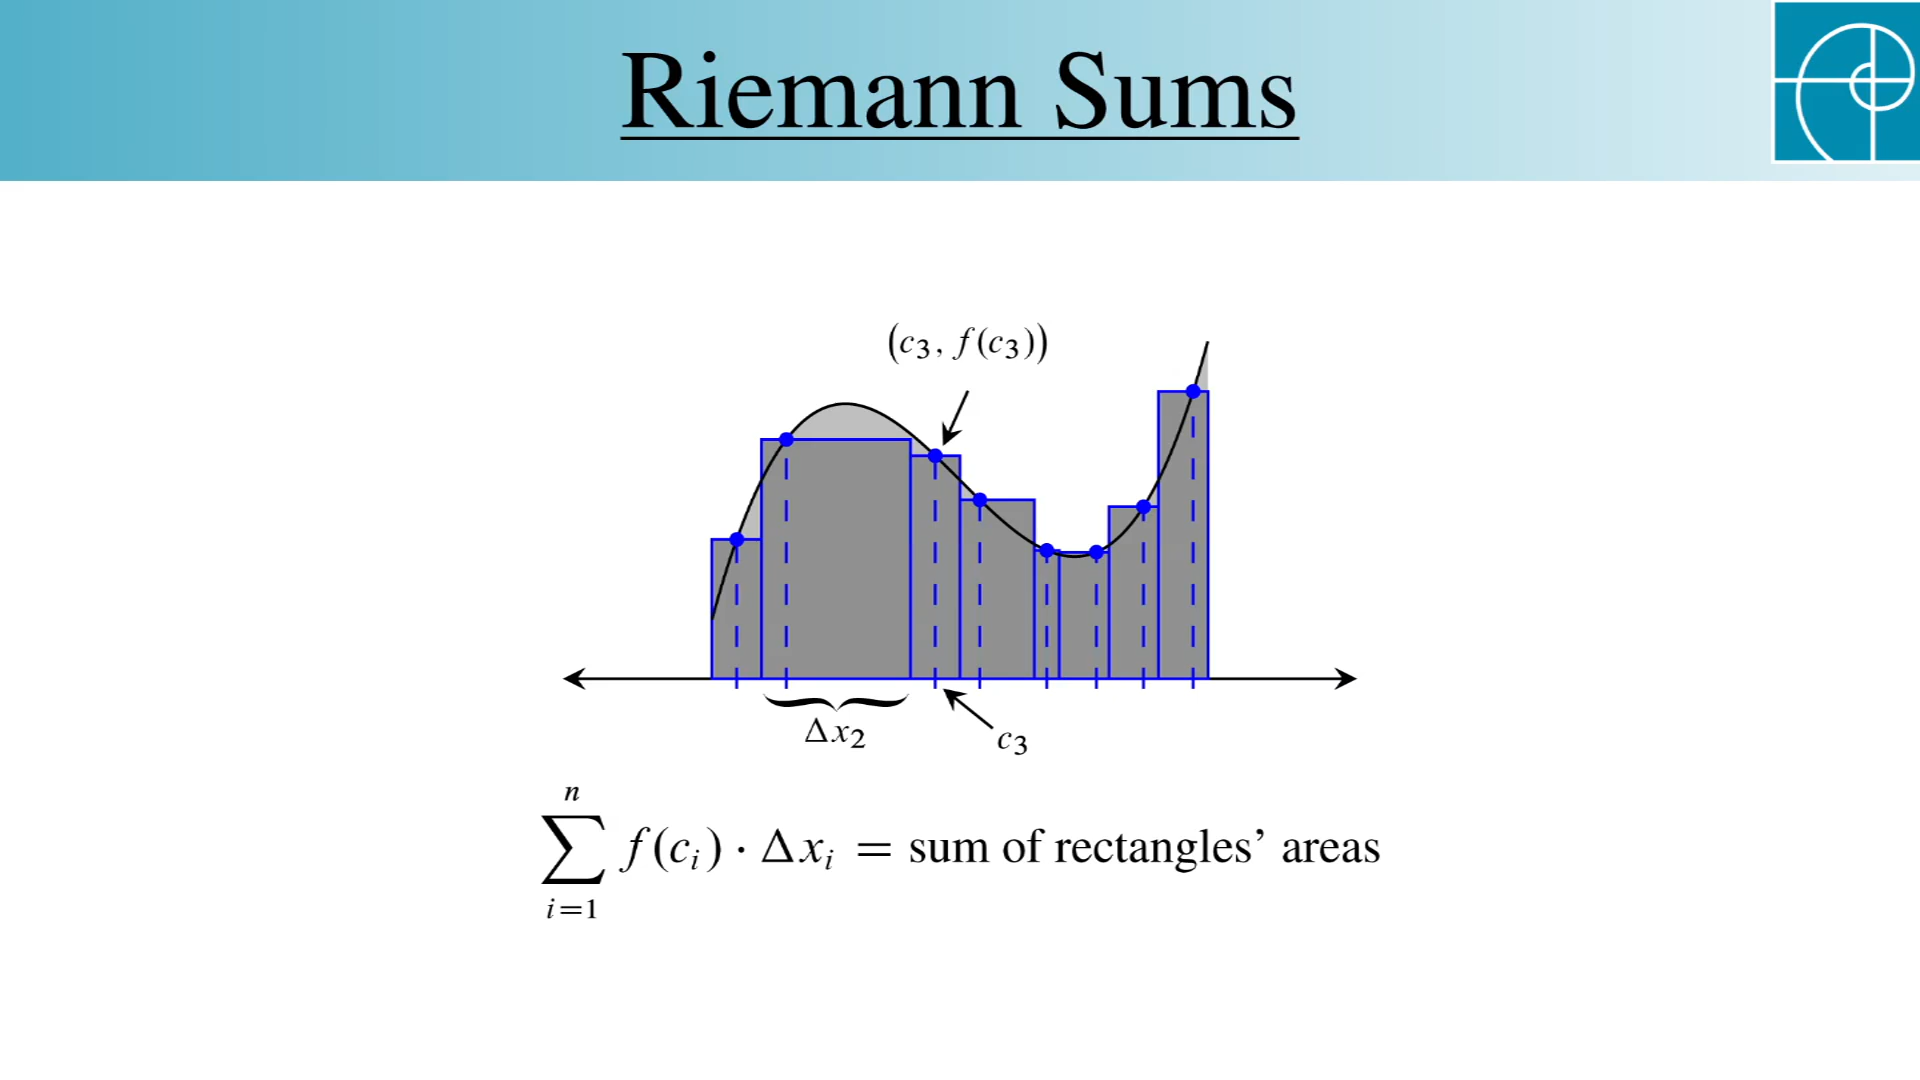 Riemann Sums
(c₃, f(c₃))
Δx₂
c₃
n
∑ f(cᵢ) · Δxᵢ = sum of rectangles’ areas
i=1